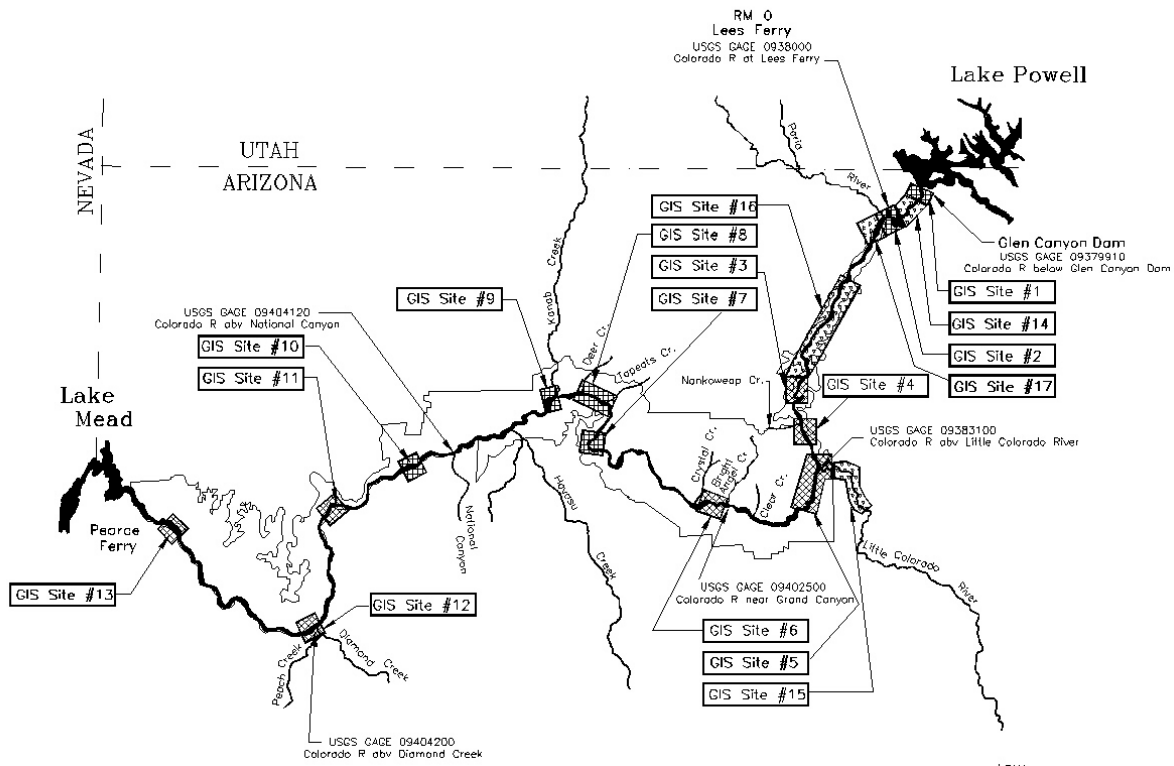 RM 0
Lees Ferry
USGS GAGE 0938000
Colorado R at Lees Ferry
Lake Powell
NEVADA
UTAH
ARIZONA
Paria
River
GIS Site #16
GIS Site #8
GIS Site #3
GIS Site #7
Glen Canyon Dam
USGS GAGE 09379910
Colorado R below Glen Canyon Dam
GIS Site #1
GIS Site #14
GIS Site #2
GIS Site #17
Kanab
Creek
GIS Site #9
USGS GAGE 09404120
Colorado R abv National Canyon
GIS Site #10
GIS Site #11
Deer Cr.
Tapeats Cr.
Nankoweap Cr.
GIS Site #4
USGS GAGE 09383100
Colorado R abv Little Colorado River
Lake
Mead
Crystal Cr.
Bright
Angel Cr.
Clear Cr.
Pearce
Ferry
National
Canyon
Havasu
Creek
Little Colorado
River
GIS Site #13
GIS Site #12
USGS GAGE 09402500
Colorado R near Grand Canyon
GIS Site #6
GIS Site #5
GIS Site #15
Peach Creek
Diamond Creek
USGS GAGE 09404200
Colorado R abv Diamond Creek